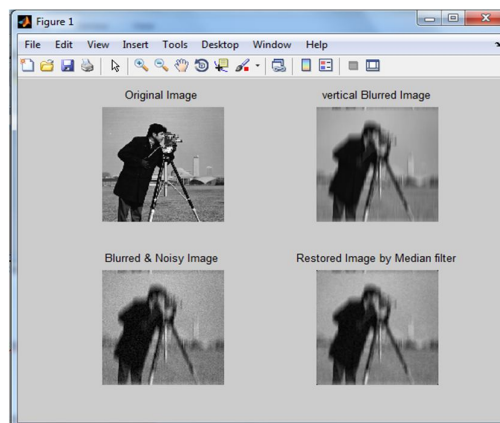 Figure 1
File Edit View Insert Tools Desktop Window Help
Original Image
vertical Blurred Image
Blurred & Noisy Image
Restored Image by Median filter